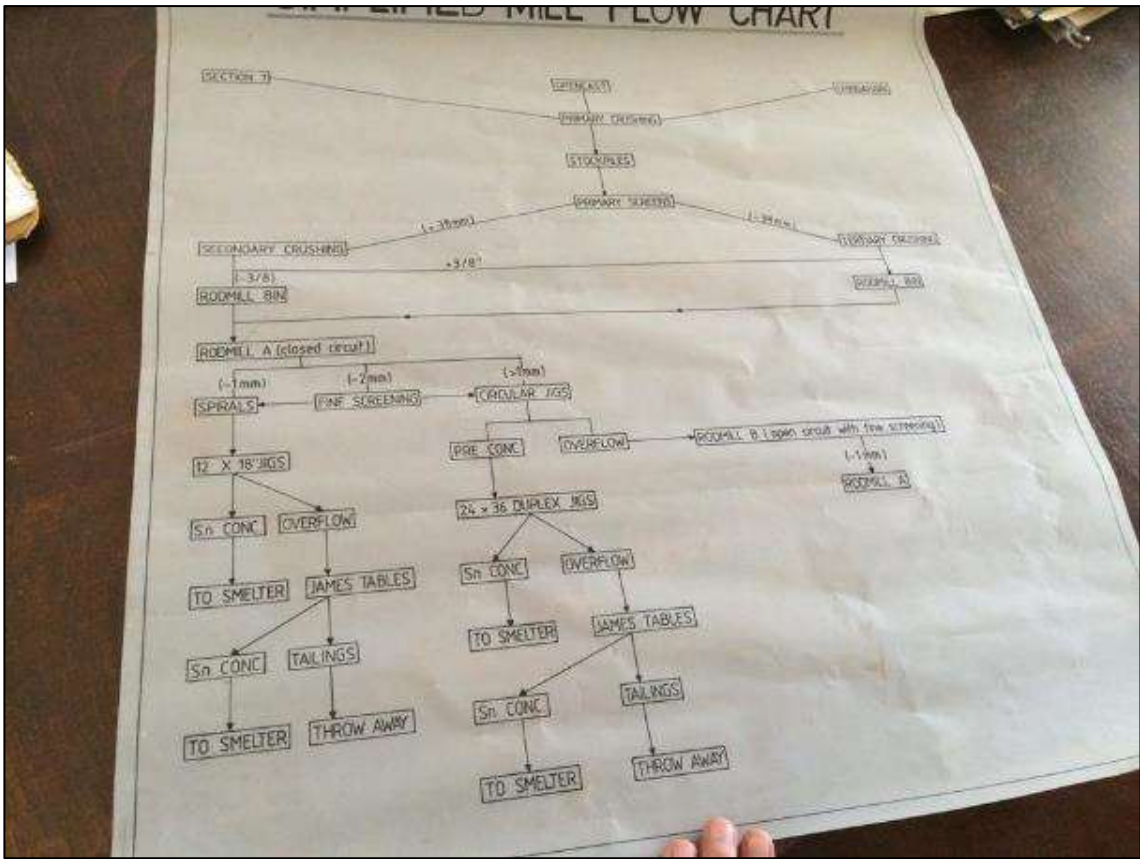 SIMPLIFIED MILL FLOW CHART
SECTION 7
OPENCAST
PRIMARY CRUSHING
STOCKPILES
PRIMARY SCREENS
SECONDARY CRUSHING
TERTIARY CRUSHING
+3/8"
(-3/8)
RODMILL BIN
RODMILL BIN
RODMILL A (closed circuit)
(-1mm)
(-2mm)
(>1mm)
SPIRALS
FINE SCREENING
CIRCULAR JIGS
PRE CONC
OVERFLOW
RODMILL B (open circuit with fine screening)
(-1mm)
RODMILL A
12 X 18"JIGS
24 x 36 DUPLEX JIGS
Sn CONC
OVERFLOW
Sn CONC
OVERFLOW
TO SMELTER
JAMES TABLES
TO SMELTER
JAMES TABLES
Sn CONC
TAILINGS
Sn CONC
TAILINGS
TO SMELTER
THROW AWAY
TO SMELTER
THROW AWAY